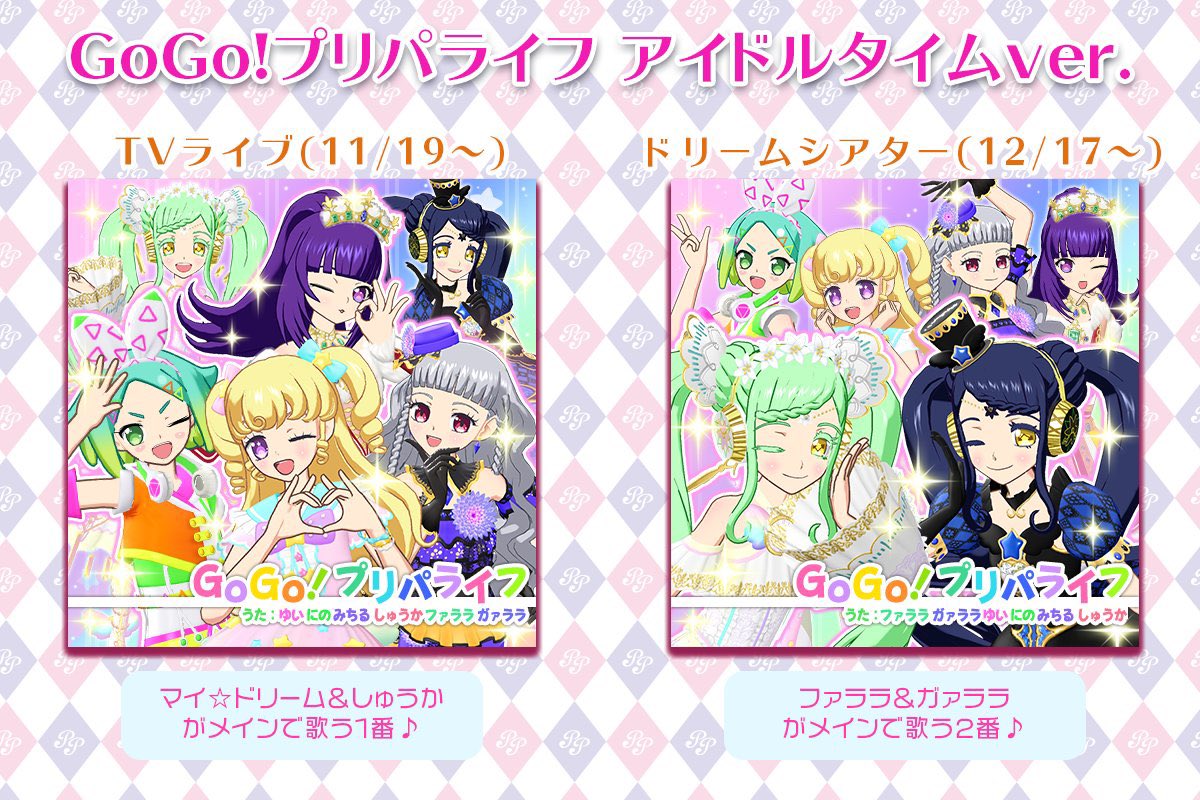 GoGo!プリパライフ アイドルタイムver.
TVライブ(11/19～)
GoGo!プリパライフ
うた：ゆい にの みちる しゅうか ファララ ガァララ
マイ☆ドリーム&しゅうか
がメインで歌う1番♪
ドリームシアター(12/17～)
GoGo!プリパライフ
うた：ファララ ガァララ ゆい にの みちる しゅうか
ファララ&ガァララ
がメインで歌う2番♪